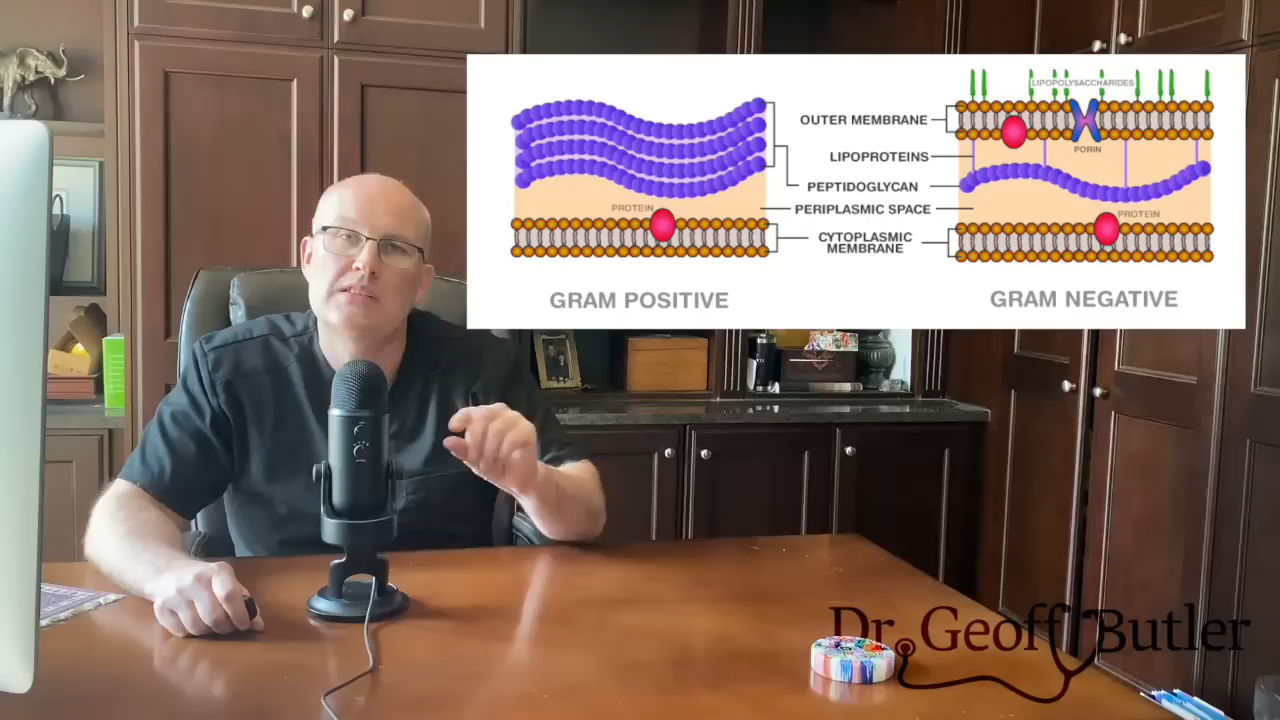 LIPOPOLYSACCHARIDES
OUTER MEMBRANE
PORIN
LIPOPROTEINS
PEPTIDOGLYCAN
PROTEIN
PERIPLASMIC SPACE
PROTEIN
CYTOPLASMIC
MEMBRANE
GRAM POSITIVE
GRAM NEGATIVE
Dr. Geoff Butler